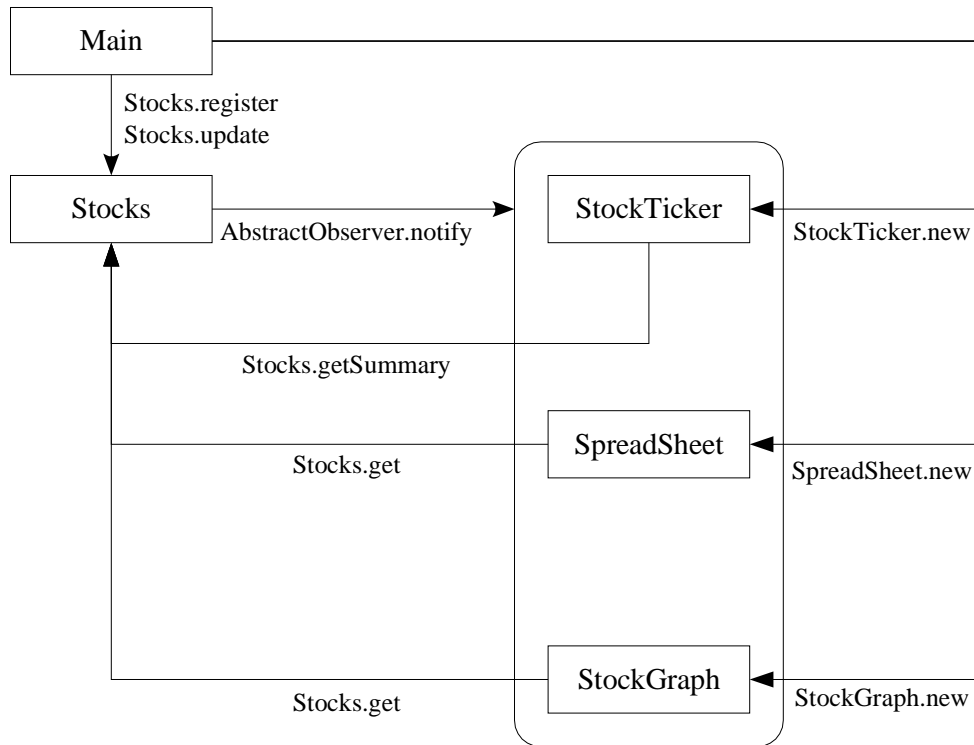 Main
Stocks.register
Stocks.update
Stocks
AbstractObserver.notify
StockTicker
StockTicker.new
Stocks.getSummary
SpreadSheet
Stocks.get
SpreadSheet.new
StockGraph
Stocks.get
StockGraph.new